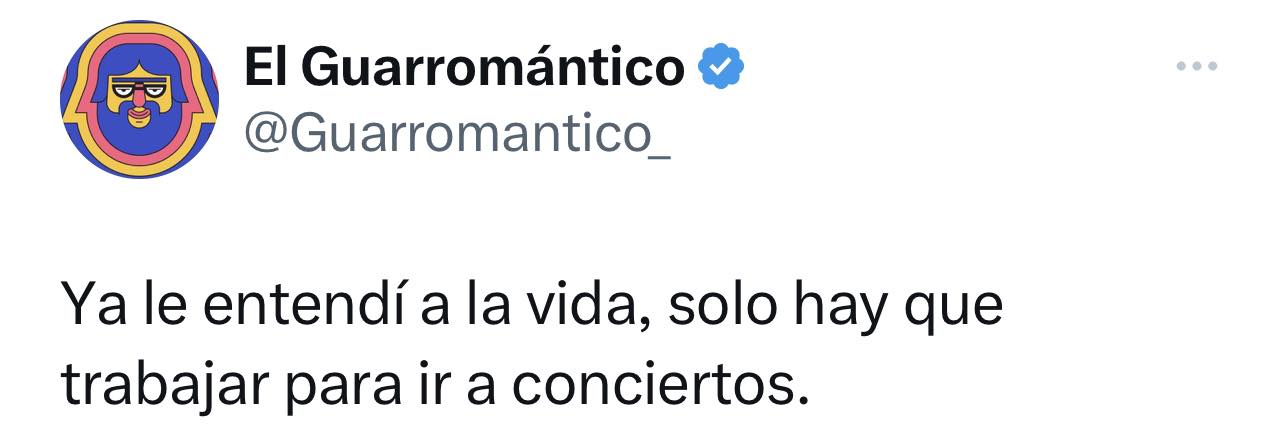 El Guarromántico
@Guarromantico_
Ya le entendí a la vida, solo hay que
trabajar para ir a conciertos.